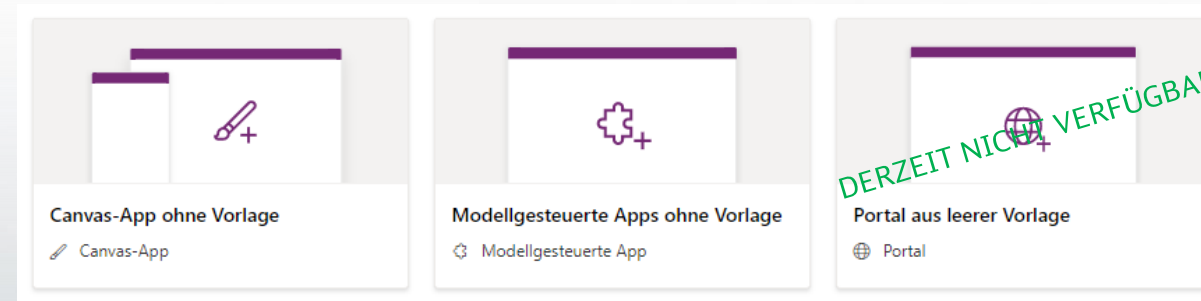 DERZEIT NICHT VERFÜGBAR
Canvas-App ohne Vorlage
Canvas-App
Modellgesteuerte Apps ohne Vorlage
Modellgesteuerte App
Portal aus leerer Vorlage
Portal